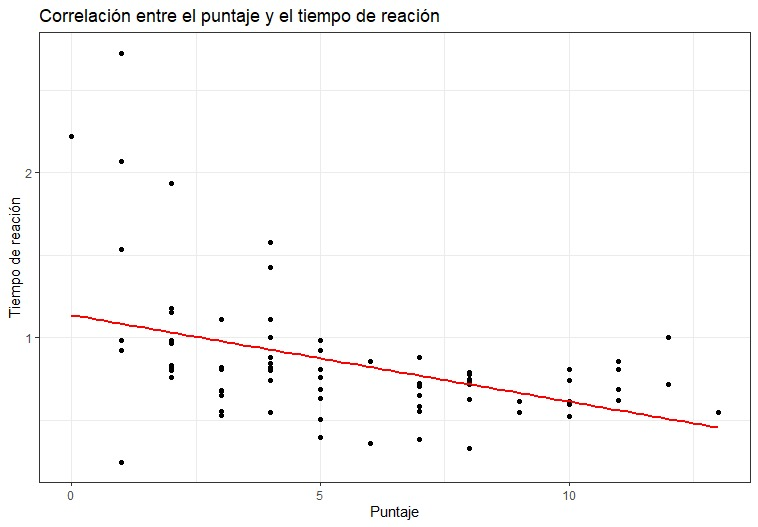 Correlación entre el puntaje y el tiempo de reación
Tiempo de reación
2
1
0
5
10
Puntaje